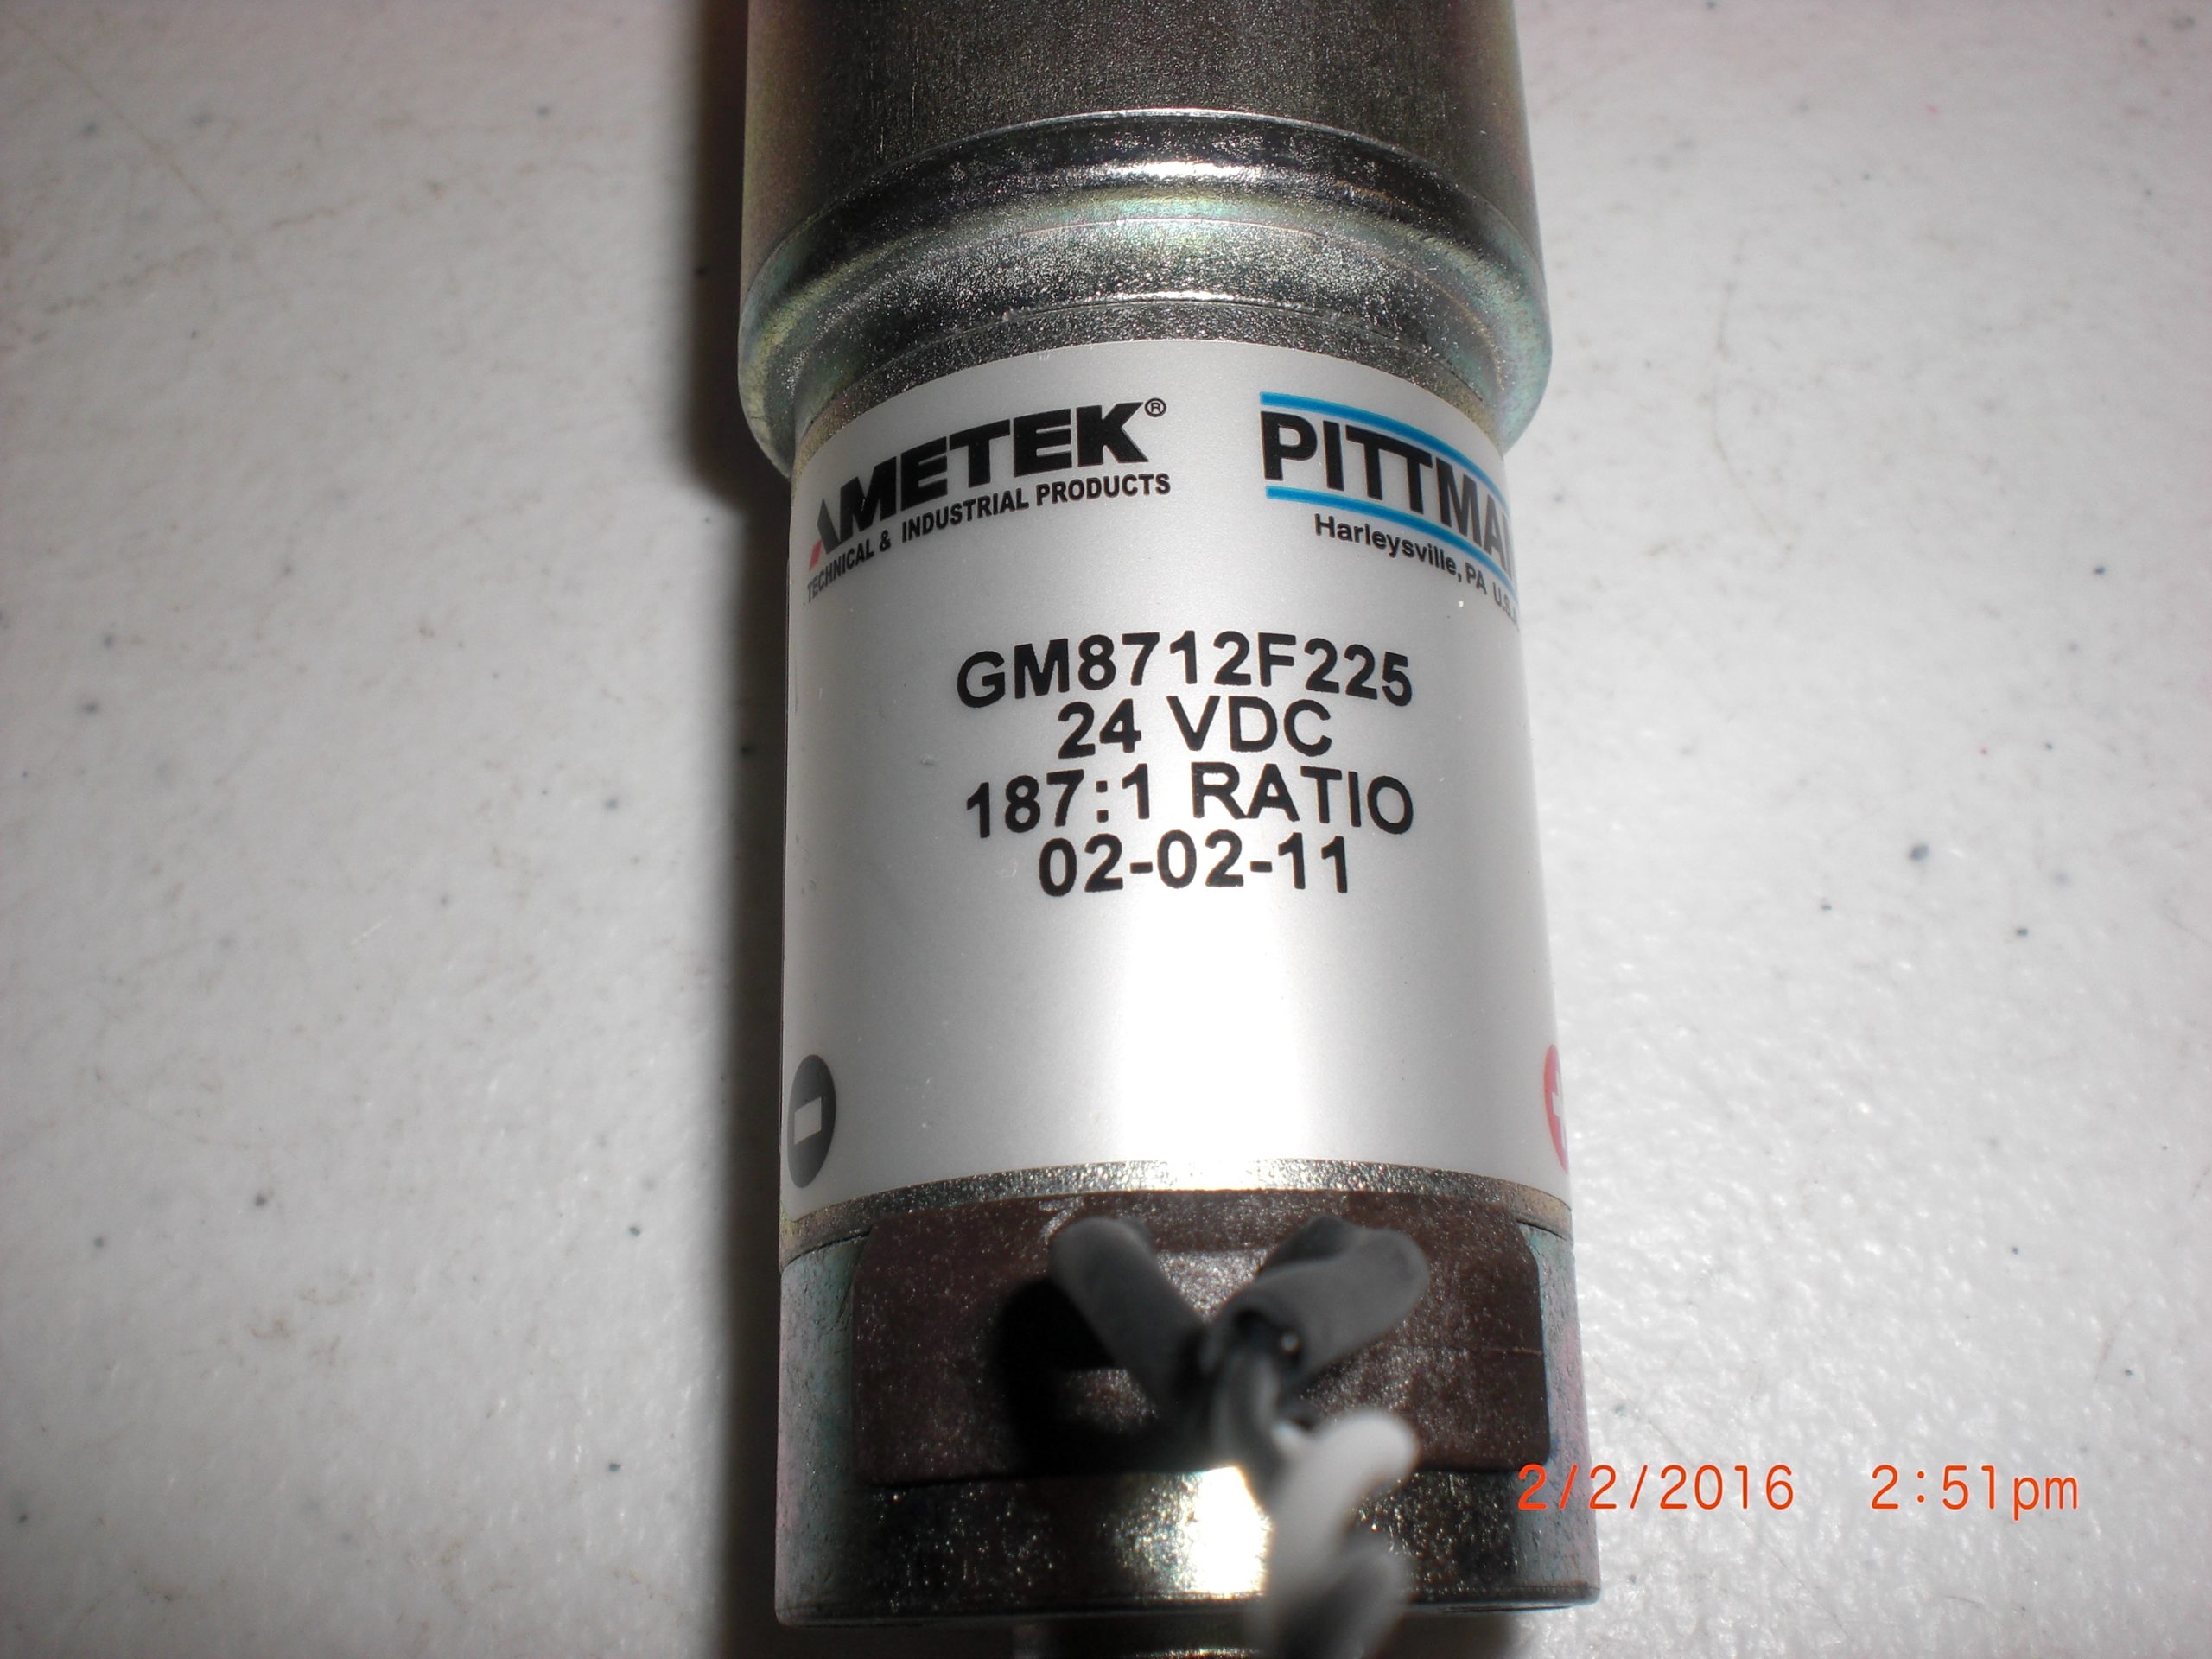 AMETEK®
TECHNICAL & INDUSTRIAL PRODUCTS
PITTMAN
Harleysville, PA U.S.A
GM8712F225
24 VDC
187:1 RATIO
02-02-11
2/2/2016 2:51pm